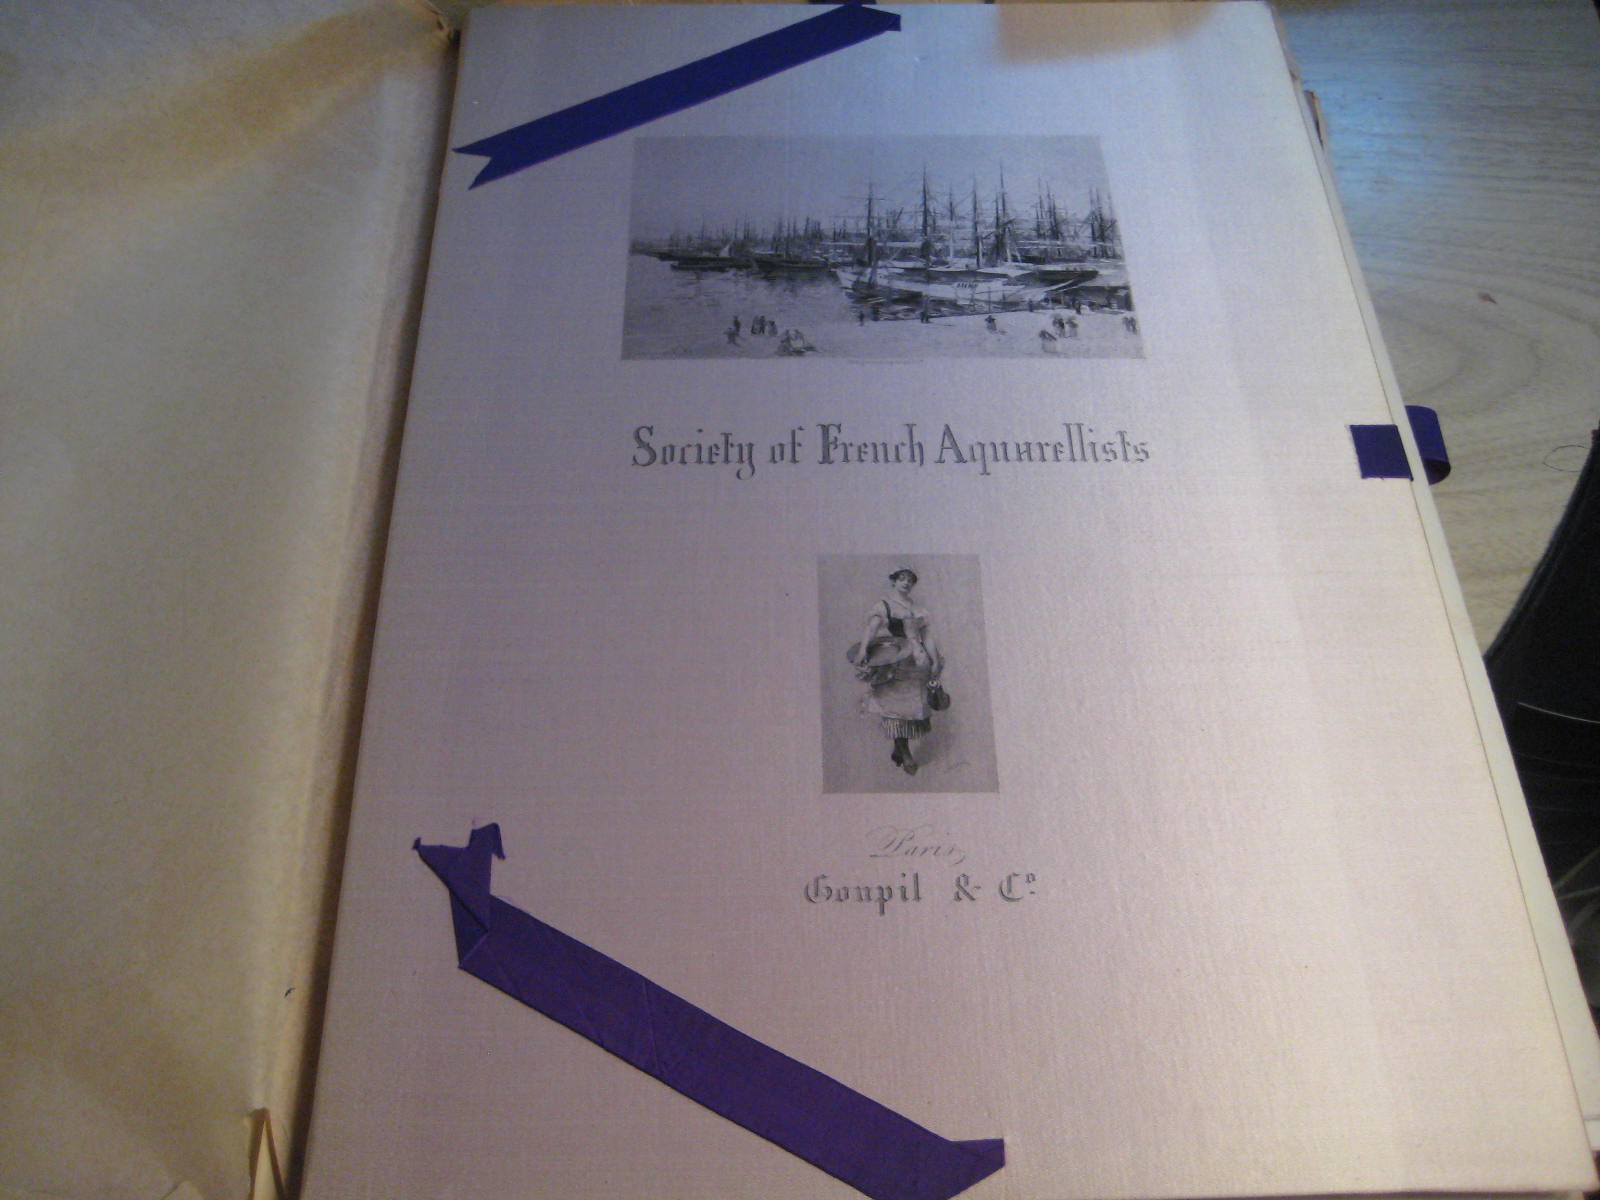 Society of French Aquarellists
Paris,
Goupil & Cº.